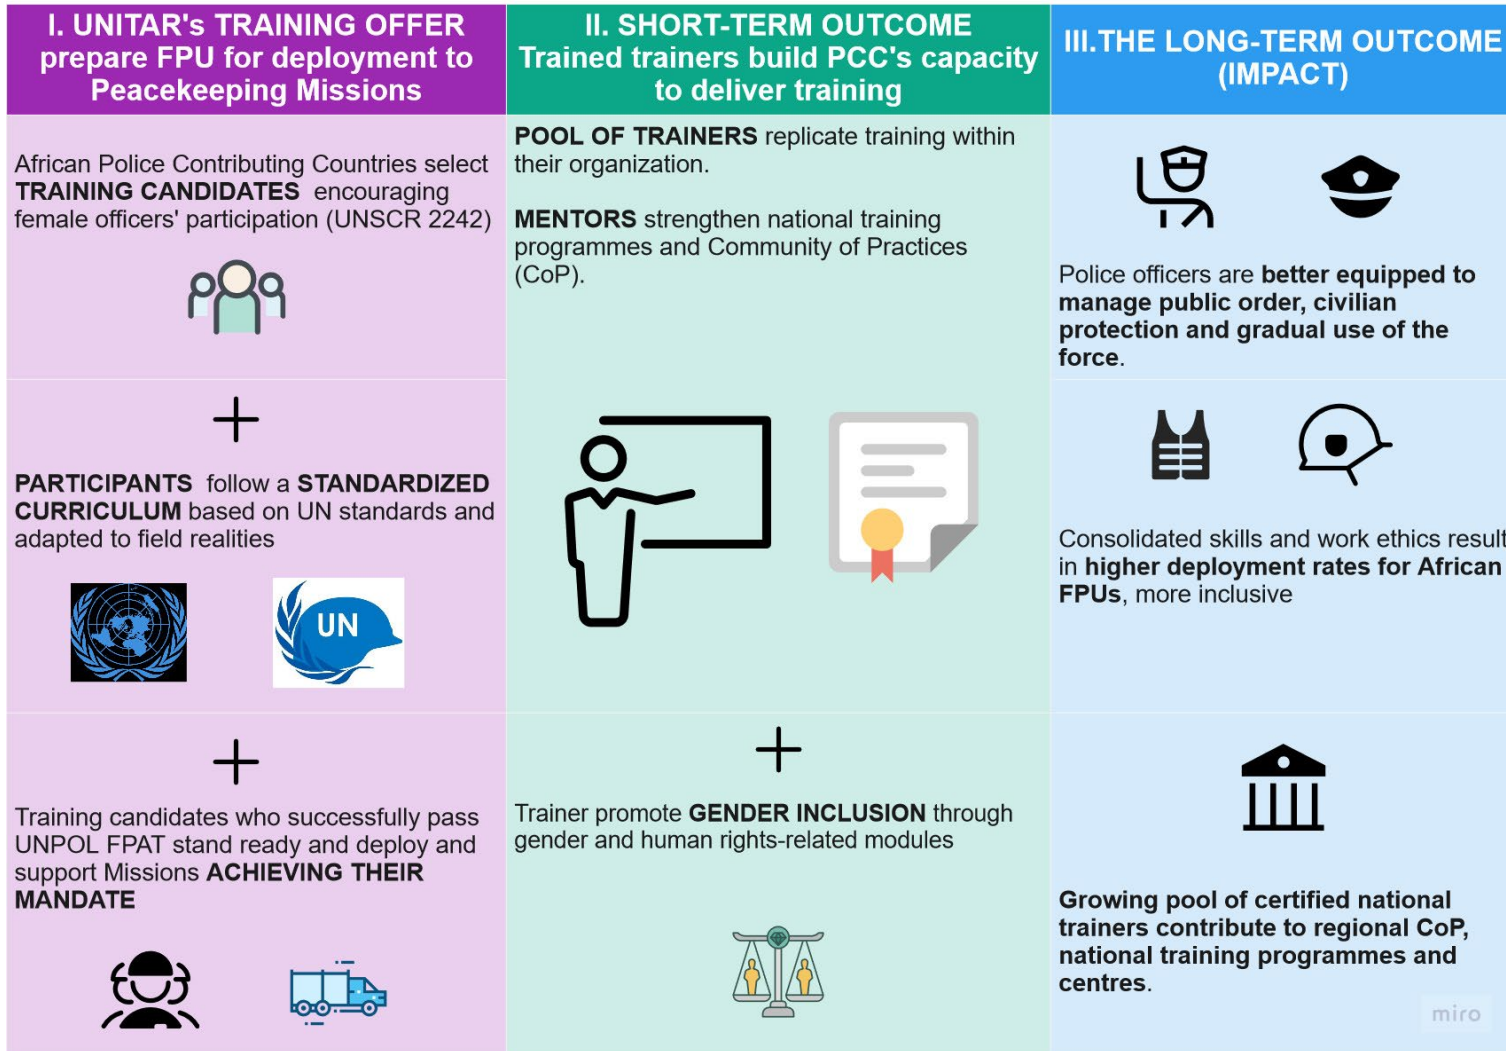 I. UNITAR's TRAINING OFFER
prepare FPU for deployment to
Peacekeeping Missions
African Police Contributing Countries select
TRAINING CANDIDATES encouraging
female officers' participation (UNSCR 2242)
PARTICIPANTS follow a STANDARDIZED
CURRICULUM based on UN standards and
adapted to field realities
UN
Training candidates who successfully pass
UNPOL FPAT stand ready and deploy and
support Missions ACHIEVING THEIR
MANDATE
II. SHORT-TERM OUTCOME
Trained trainers build PCC's capacity
to deliver training
POOL OF TRAINERS replicate training within
their organization.
MENTORS strengthen national training
programmes and Community of Practices
(CoP).
Trainer promote GENDER INCLUSION through
gender and human rights-related modules
III.THE LONG-TERM OUTCOME
(IMPACT)
Police officers are better equipped to
manage public order, civilian
protection and gradual use of the
force.
Consolidated skills and work ethics result
in higher deployment rates for African
FPUs, more inclusive
Growing pool of certified national
trainers contribute to regional CoP,
national training programmes and
centres.
miro